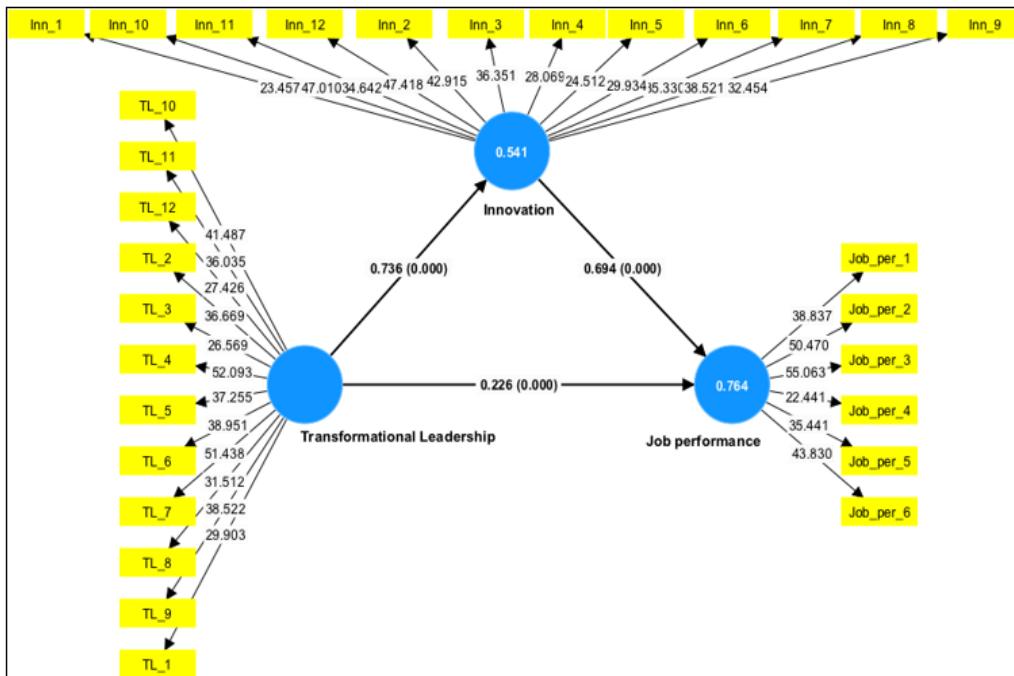 Inn_1 Inn_10 Inn_11 Inn_12 Inn_2 Inn_3 Inn_4 Inn_5 Inn_6 Inn_7 Inn_8 Inn_9
23.457 47.010 34.642 47.418 42.915 36.351 28.069 24.512 29.934 35.330 38.521 32.454
0.541
Innovation
TL_10
TL_11
TL_12
TL_2
TL_3
TL_4
TL_5
TL_6
TL_7
TL_8
TL_9
TL_1
41.487
36.035
27.426
36.669
26.569
52.093
37.255
38.951
51.438
31.512
38.522
29.903
Transformational Leadership
0.736 (0.000)
0.694 (0.000)
0.226 (0.000)
0.764
Job performance
38.837
50.470
55.063
22.441
35.441
43.830
Job_per_1
Job_per_2
Job_per_3
Job_per_4
Job_per_5
Job_per_6